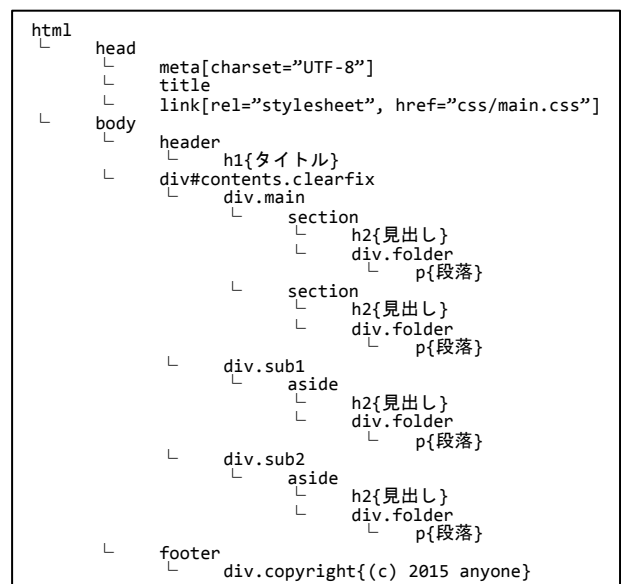 html
└ head
└ meta[charset=”UTF-8”]
└ title
└ link[rel=”stylesheet”, href=”css/main.css”]
└ body
└ header
└ h1{タイトル}
└ div#contents.clearfix
└ div.main
└ section
└ h2{見出し}
└ div.folder
└ p{段落}
└ section
└ h2{見出し}
└ div.folder
└ p{段落}
└ div.sub1
└ aside
└ h2{見出し}
└ div.folder
└ p{段落}
└ div.sub2
└ aside
└ h2{見出し}
└ div.folder
└ p{段落}
└ footer
└ div.copyright{(c) 2015 anyone}